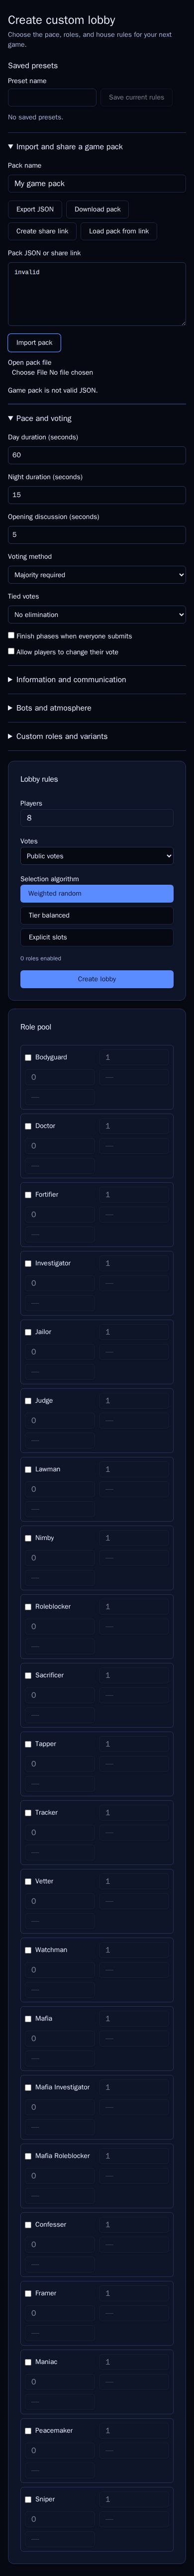 Create custom lobby
Choose the pace, roles, and house rules for your next
game.
Saved presets
Preset name
Save current rules
No saved presets.
▼ Import and share a game pack
Pack name
My game pack
Export JSON
Download pack
Create share link
Load pack from link
Pack JSON or share link
invalid
Import pack
Open pack file
Choose File No file chosen
Game pack is not valid JSON.
▼ Pace and voting
Day duration (seconds)
60
Night duration (seconds)
15
Opening discussion (seconds)
5
Voting method
Majority required
Tied votes
No elimination
Finish phases when everyone submits
Allow players to change their vote
▶ Information and communication
▶ Bots and atmosphere
▶ Custom roles and variants
Lobby rules
Players
8
Votes
Public votes
Selection algorithm
Weighted random
Tier balanced
Explicit slots
0 roles enabled
Create lobby
Role pool
Bodyguard 1
0 —
—
Doctor 1
0 —
—
Fortifier 1
0 —
—
Investigator 1
0 —
—
Jailor 1
0 —
—
Judge 1
0 —
—
Lawman 1
0 —
—
Nimby 1
0 —
—
Roleblocker 1
0 —
—
Sacrificer 1
0 —
—
Tapper 1
0 —
—
Tracker 1
0 —
—
Vetter 1
0 —
—
Watchman 1
0 —
—
Mafia 1
0 —
—
Mafia Investigator 1
0 —
—
Mafia Roleblocker 1
0 —
—
Confesser 1
0 —
—
Framer 1
0 —
—
Maniac 1
0 —
—
Peacemaker 1
0 —
—
Sniper 1
0 —
—